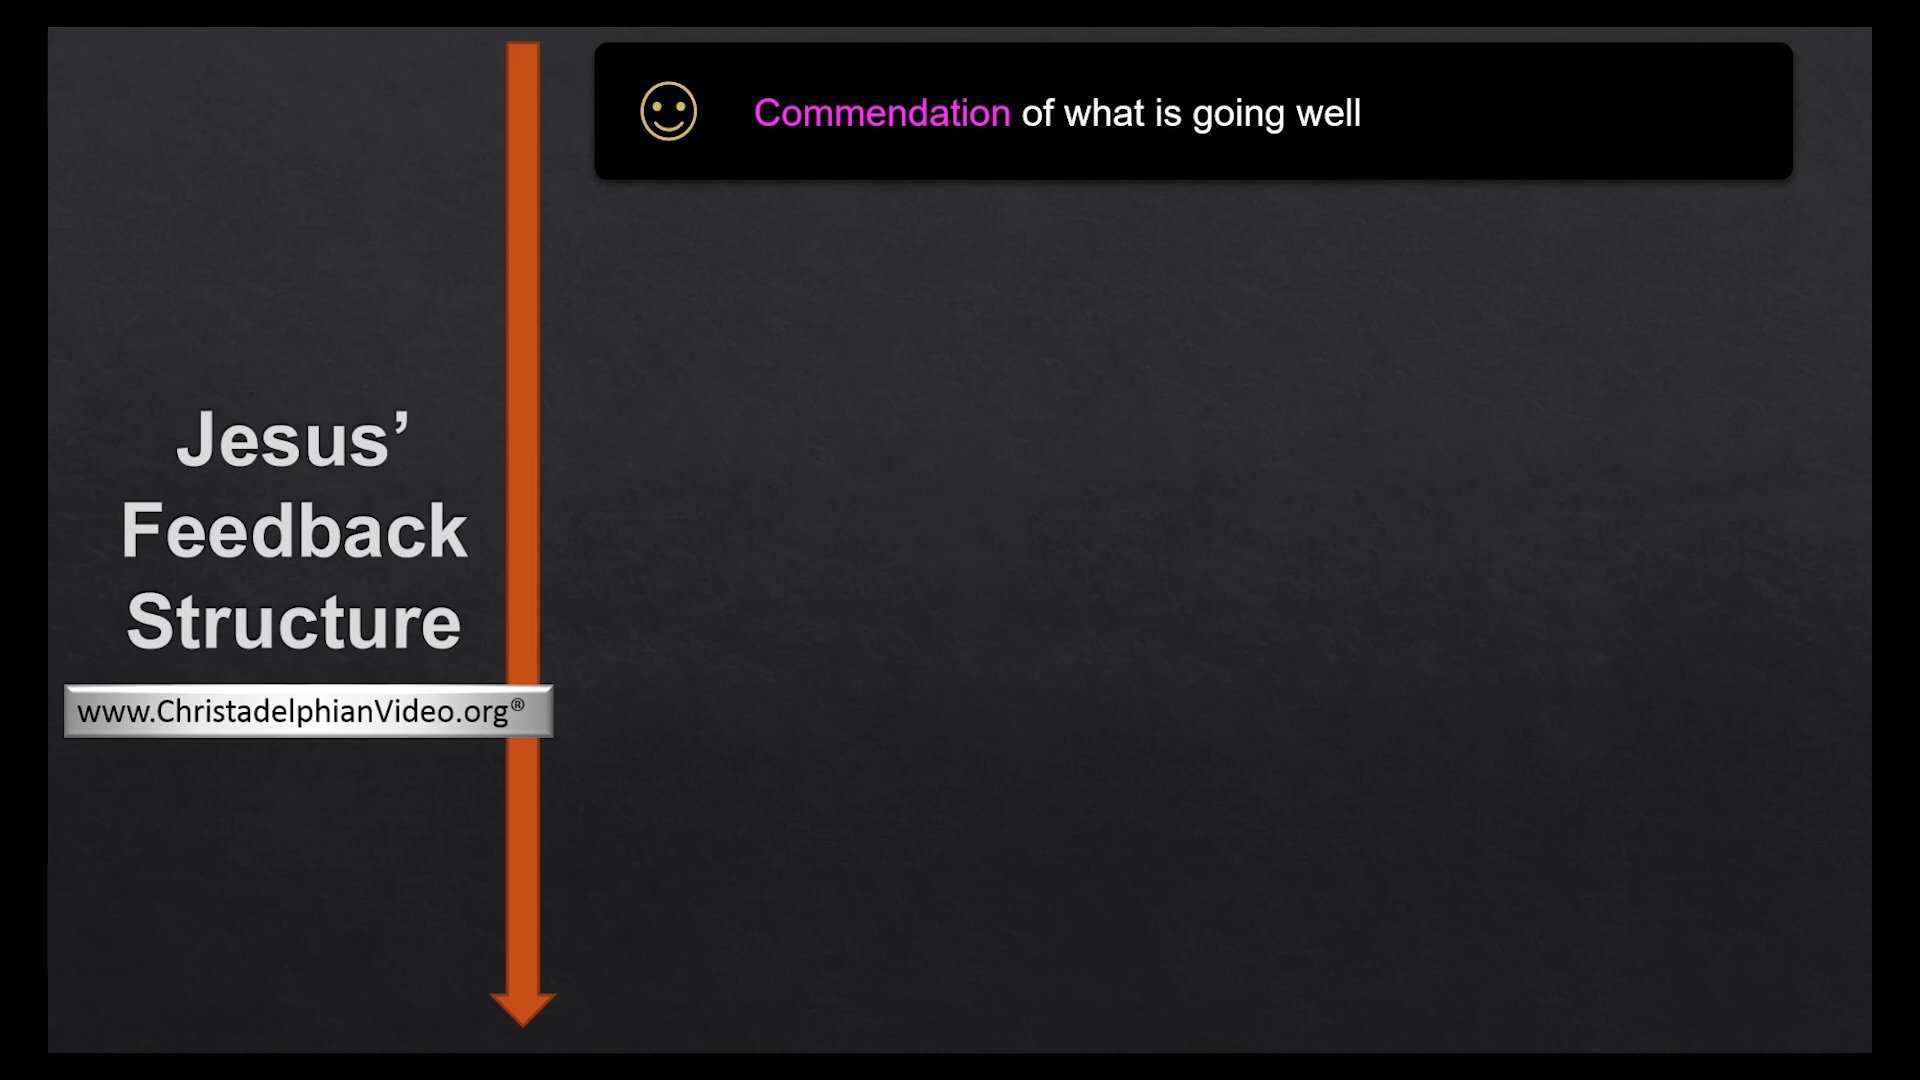 Commendation of what is going well
Jesus’
Feedback
Structure
www.ChristadelphianVideo.org®